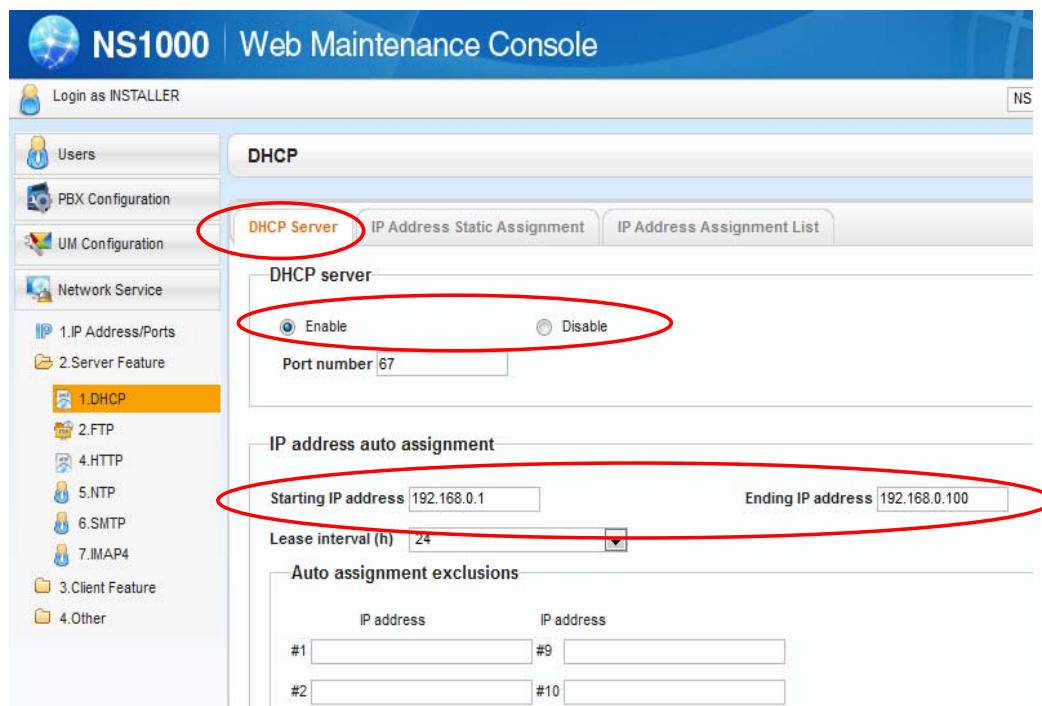 NS1000 Web Maintenance Console
Login as INSTALLER
NS
Users
PBX Configuration
UM Configuration
Network Service
IP 1.IP Address/Ports
2.Server Feature
1.DHCP
2.FTP
4.HTTP
5.NTP
6.SMTP
7.IMAP4
3.Client Feature
4.Other
DHCP
DHCP Server IP Address Static Assignment IP Address Assignment List
DHCP server
Enable Disable
Port number 67
IP address auto assignment
Starting IP address 192.168.0.1 Ending IP address 192.168.0.100
Lease interval (h) 24
Auto assignment exclusions
IP address IP address
#1 #9
#2 #10